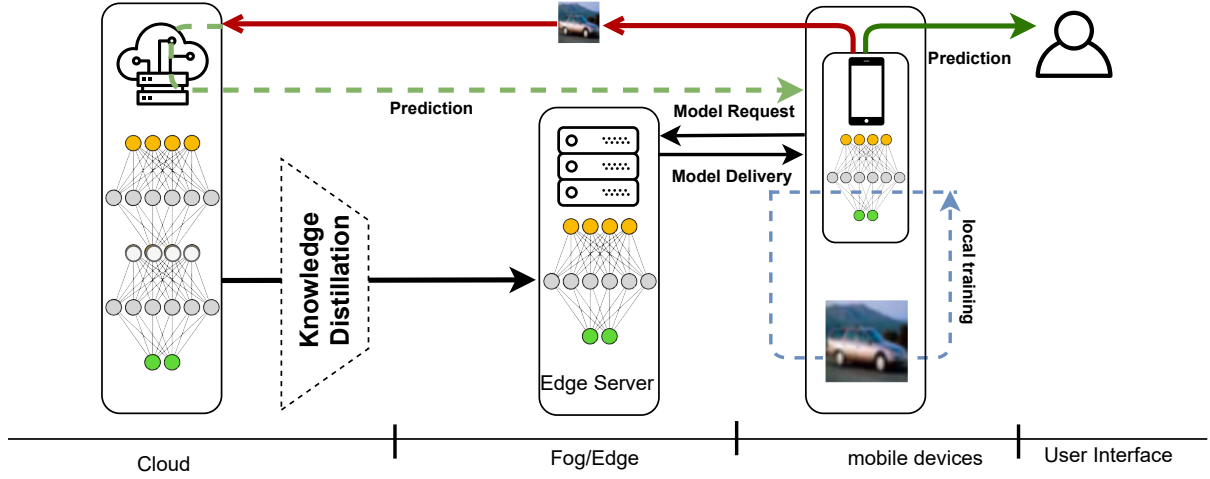 Prediction
Prediction
Model Request
Model Delivery
Knowledge
Distillation
local training
Edge Server
Cloud
Fog/Edge
mobile devices
User Interface